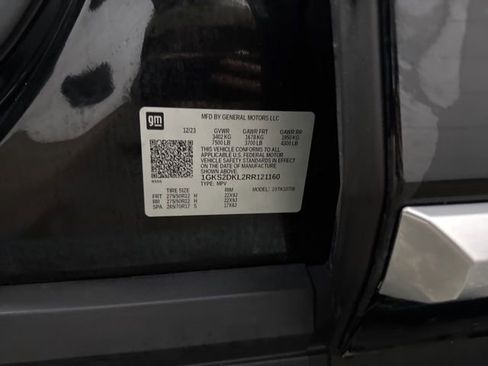 gm
MFD BY GENERAL MOTORS LLC
12/23 GVWR GAWR FRT GAWR RR
3402 KG 1678 KG 1950 KG
7500 LB 3700 LB 4300 LB
THIS VEHICLE CONFORMS TO ALL
APPLICABLE U.S. FEDERAL MOTOR
VEHICLE SAFETY AND THEFT PREVENTION
STANDARDS IN EFFECT ON THE DATE OF
MANUFACTURE SHOWN ABOVE.
1GKS2DKL2RR121160
TYPE: MPV
TIRE SIZE RIM
FRT 275/50R22 H 22X9J
RR 275/50R22 H 22X9J
SPA 265/70R17 S 17X8J